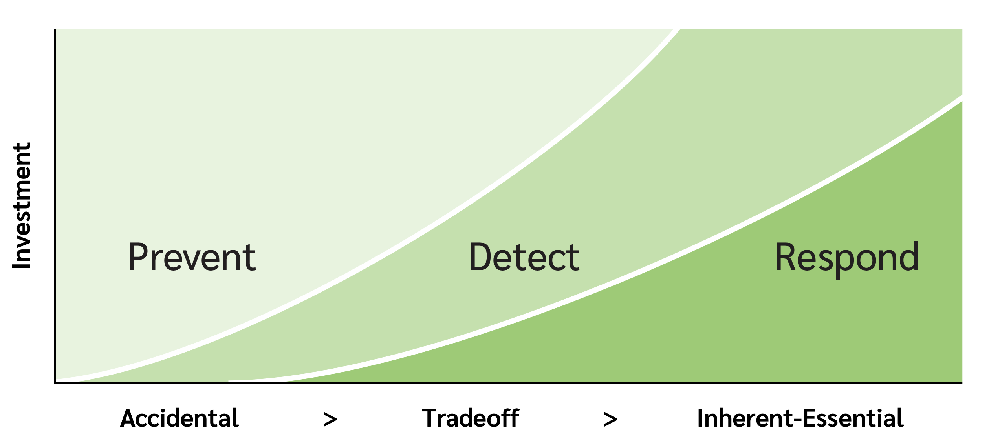 Investment
Prevent
Detect
Respond
Accidental > Tradeoff > Inherent-Essential